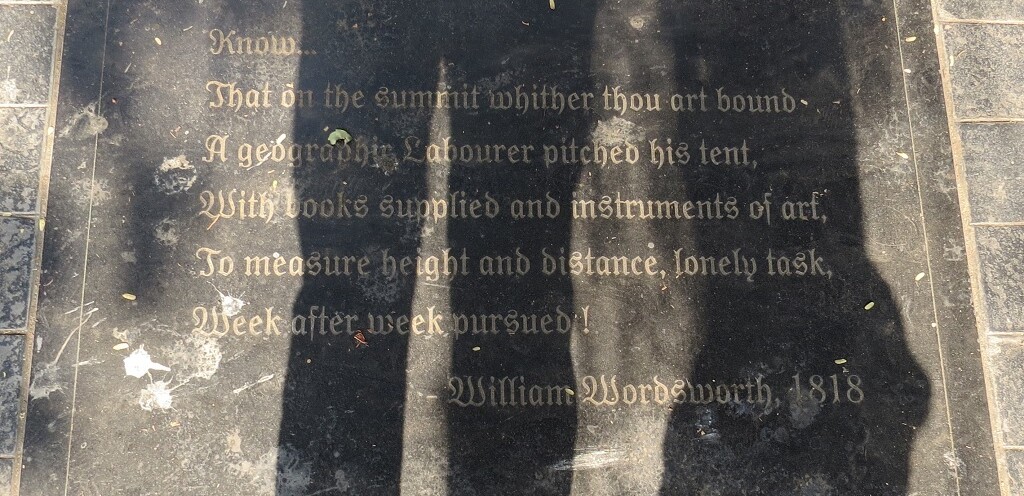 Know...
That on the summit whither thou art bound
A geographic Labourer pitched his tent,
With books supplied and instruments of art,
To measure height and distance, lonely task,
Week after week pursued !
William Wordsworth, 1818